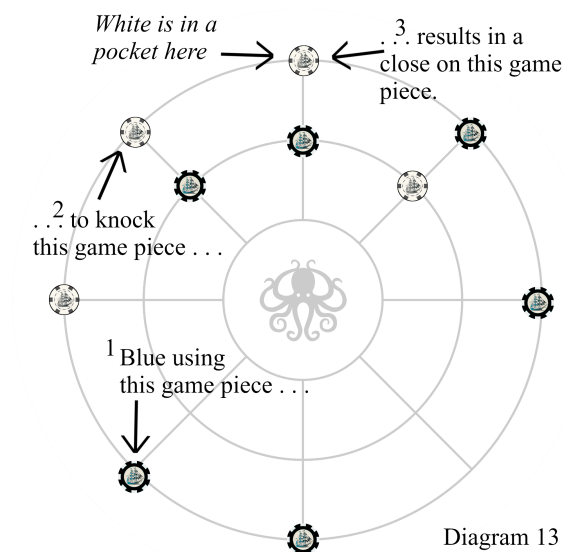 White is in a
pocket here
3
. . . results in a
close on this game
piece.
2
. . . to knock
this game piece . . .
1 Blue using
this game piece . . .
Diagram 13